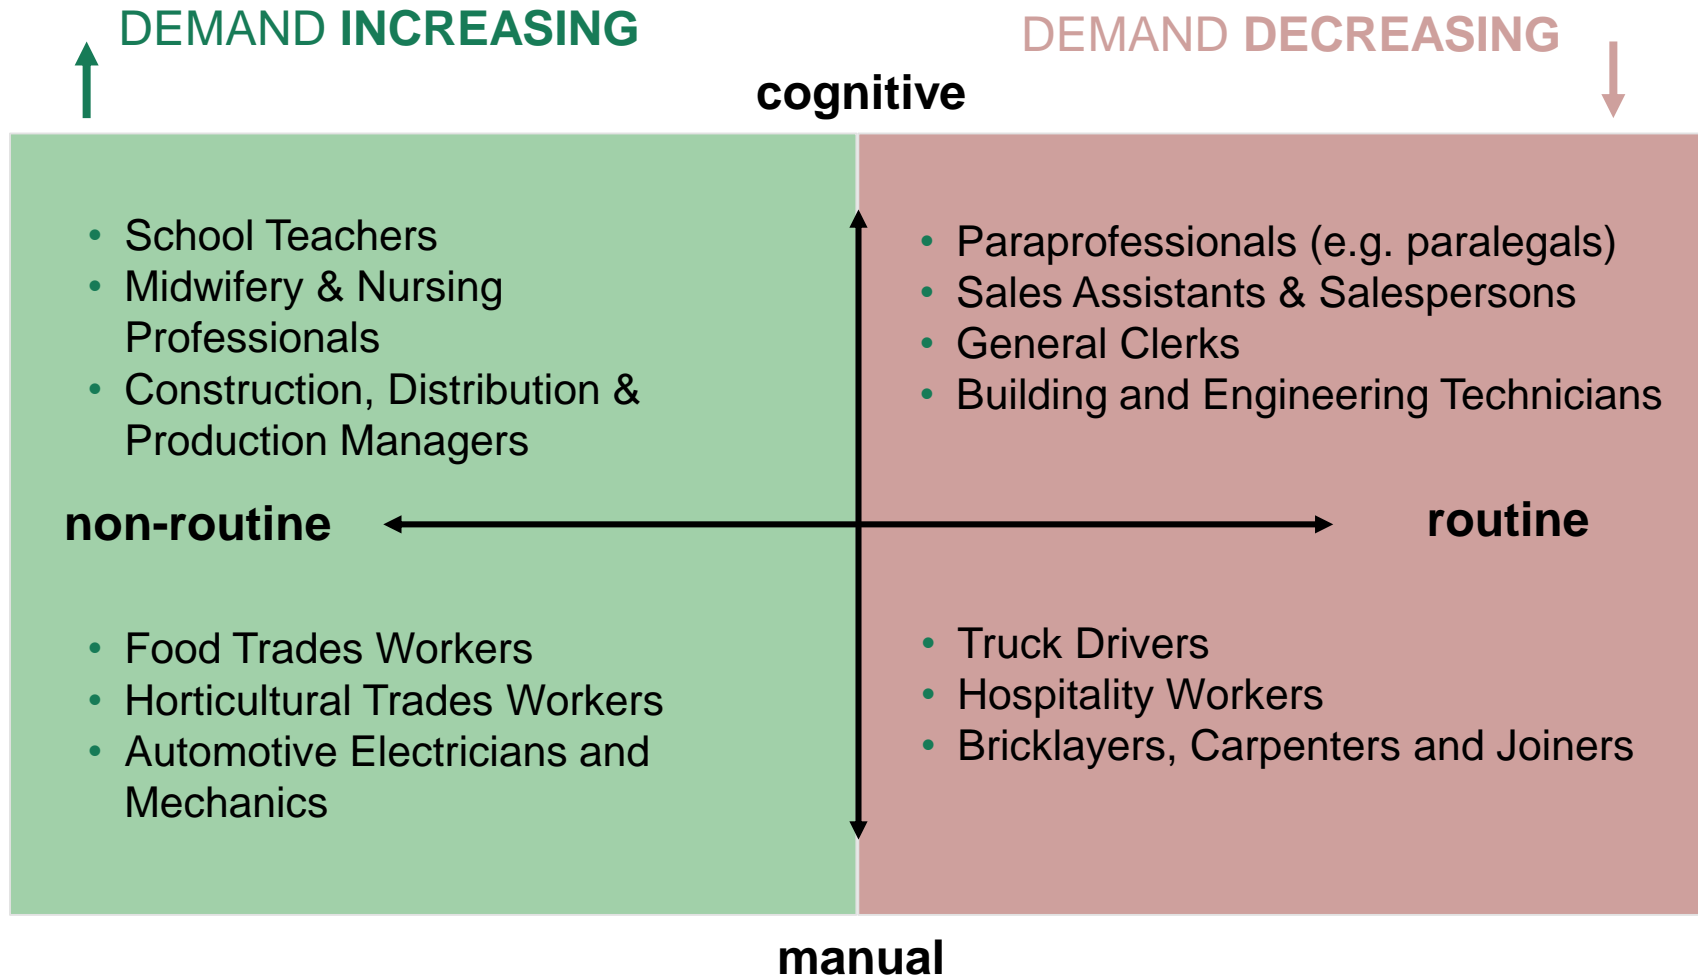 DEMAND INCREASING
DEMAND DECREASING
cognitive
• School Teachers
• Midwifery & Nursing
Professionals
• Construction, Distribution &
Production Managers
• Paraprofessionals (e.g. paralegals)
• Sales Assistants & Salespersons
• General Clerks
• Building and Engineering Technicians
non-routine
routine
• Food Trades Workers
• Horticultural Trades Workers
• Automotive Electricians and
Mechanics
• Truck Drivers
• Hospitality Workers
• Bricklayers, Carpenters and Joiners
manual